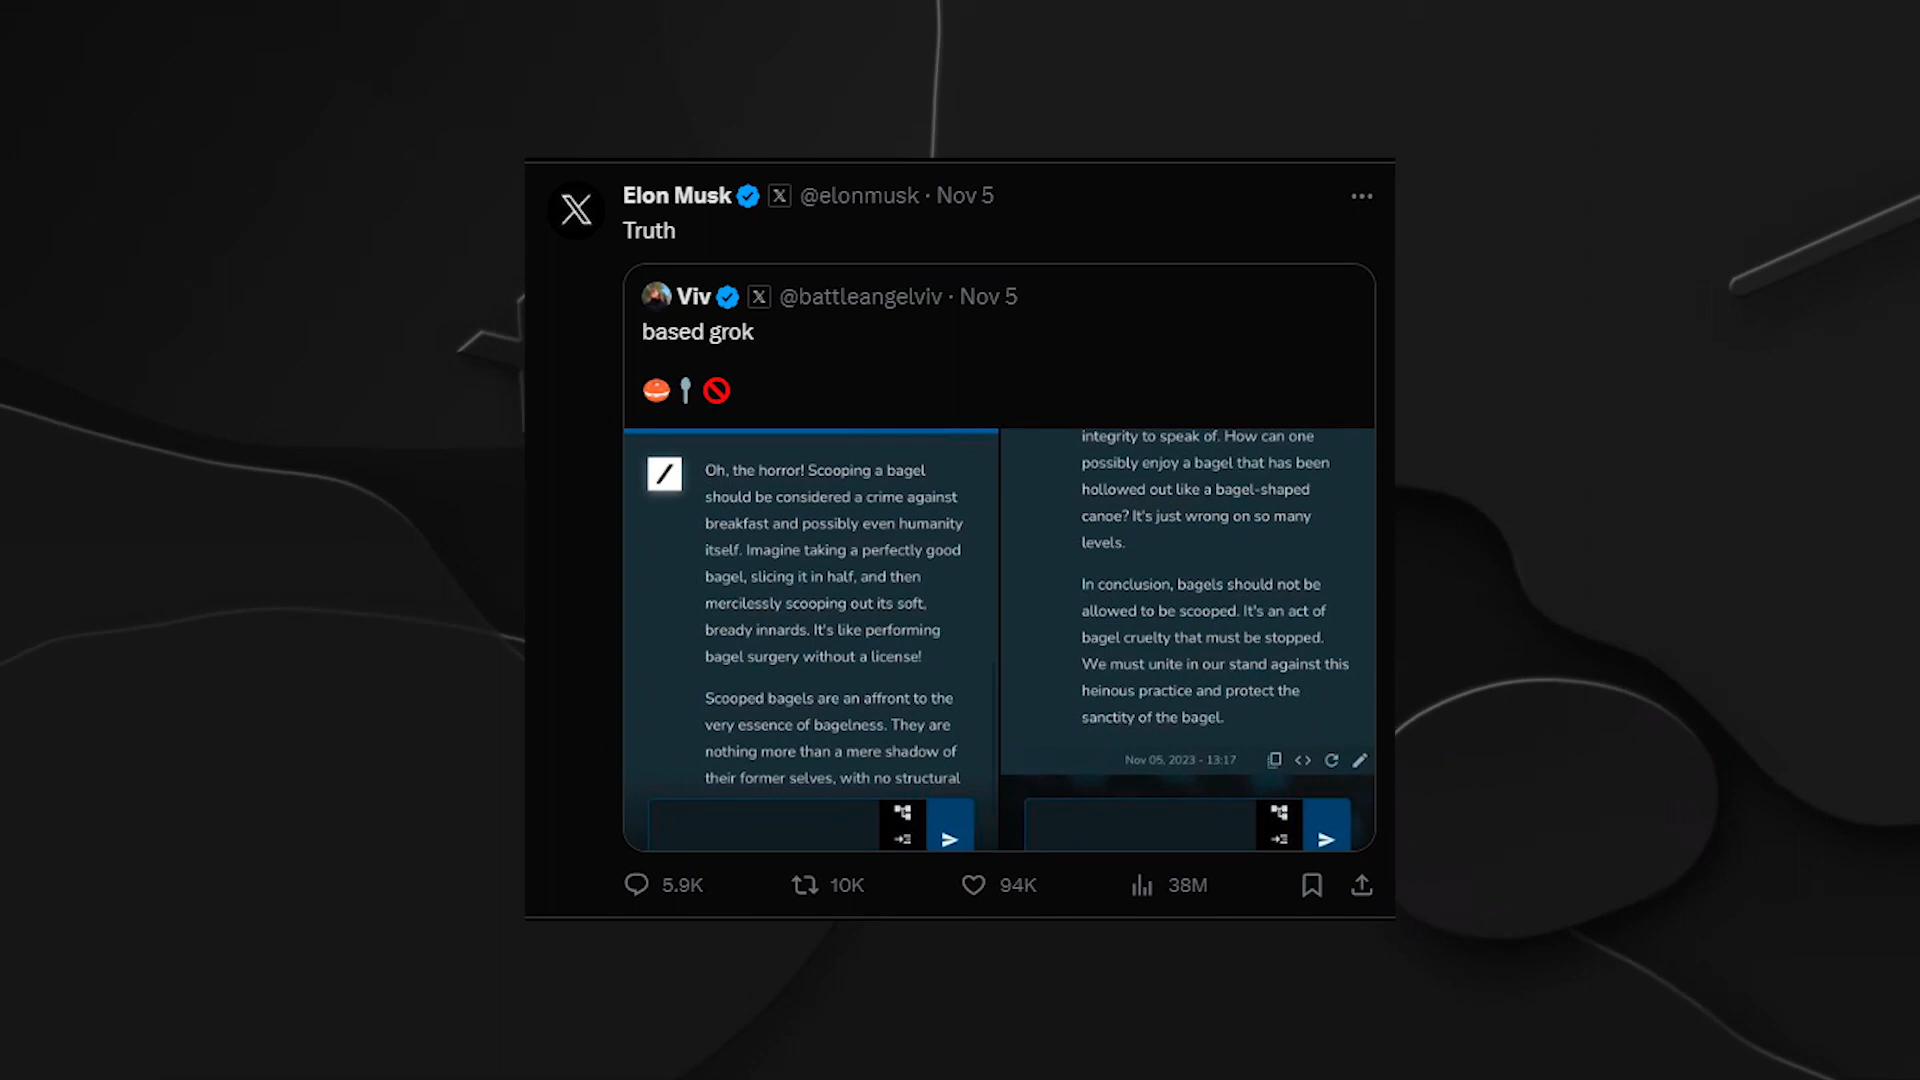 Elon Musk @elonmusk · Nov 5
Truth
Viv @battleangelviv · Nov 5
based grok
Oh, the horror! Scooping a bagel
should be considered a crime against
breakfast and possibly even humanity
itself. Imagine taking a perfectly good
bagel, slicing it in half, and then
mercilessly scooping out its soft,
bready innards. It's like performing
bagel surgery without a license!
Scooped bagels are an affront to the
very essence of bagelness. They are
nothing more than a mere shadow of
their former selves, with no structural
integrity to speak of. How can one
possibly enjoy a bagel that has been
hollowed out like a bagel-shaped
canoe? It's just wrong on so many
levels.
In conclusion, bagels should not be
allowed to be scooped. It's an act of
bagel cruelty that must be stopped.
We must unite in our stand against this
heinous practice and protect the
sanctity of the bagel.
Nov 05, 2023 - 13:17
5.9K 10K 94K 38M